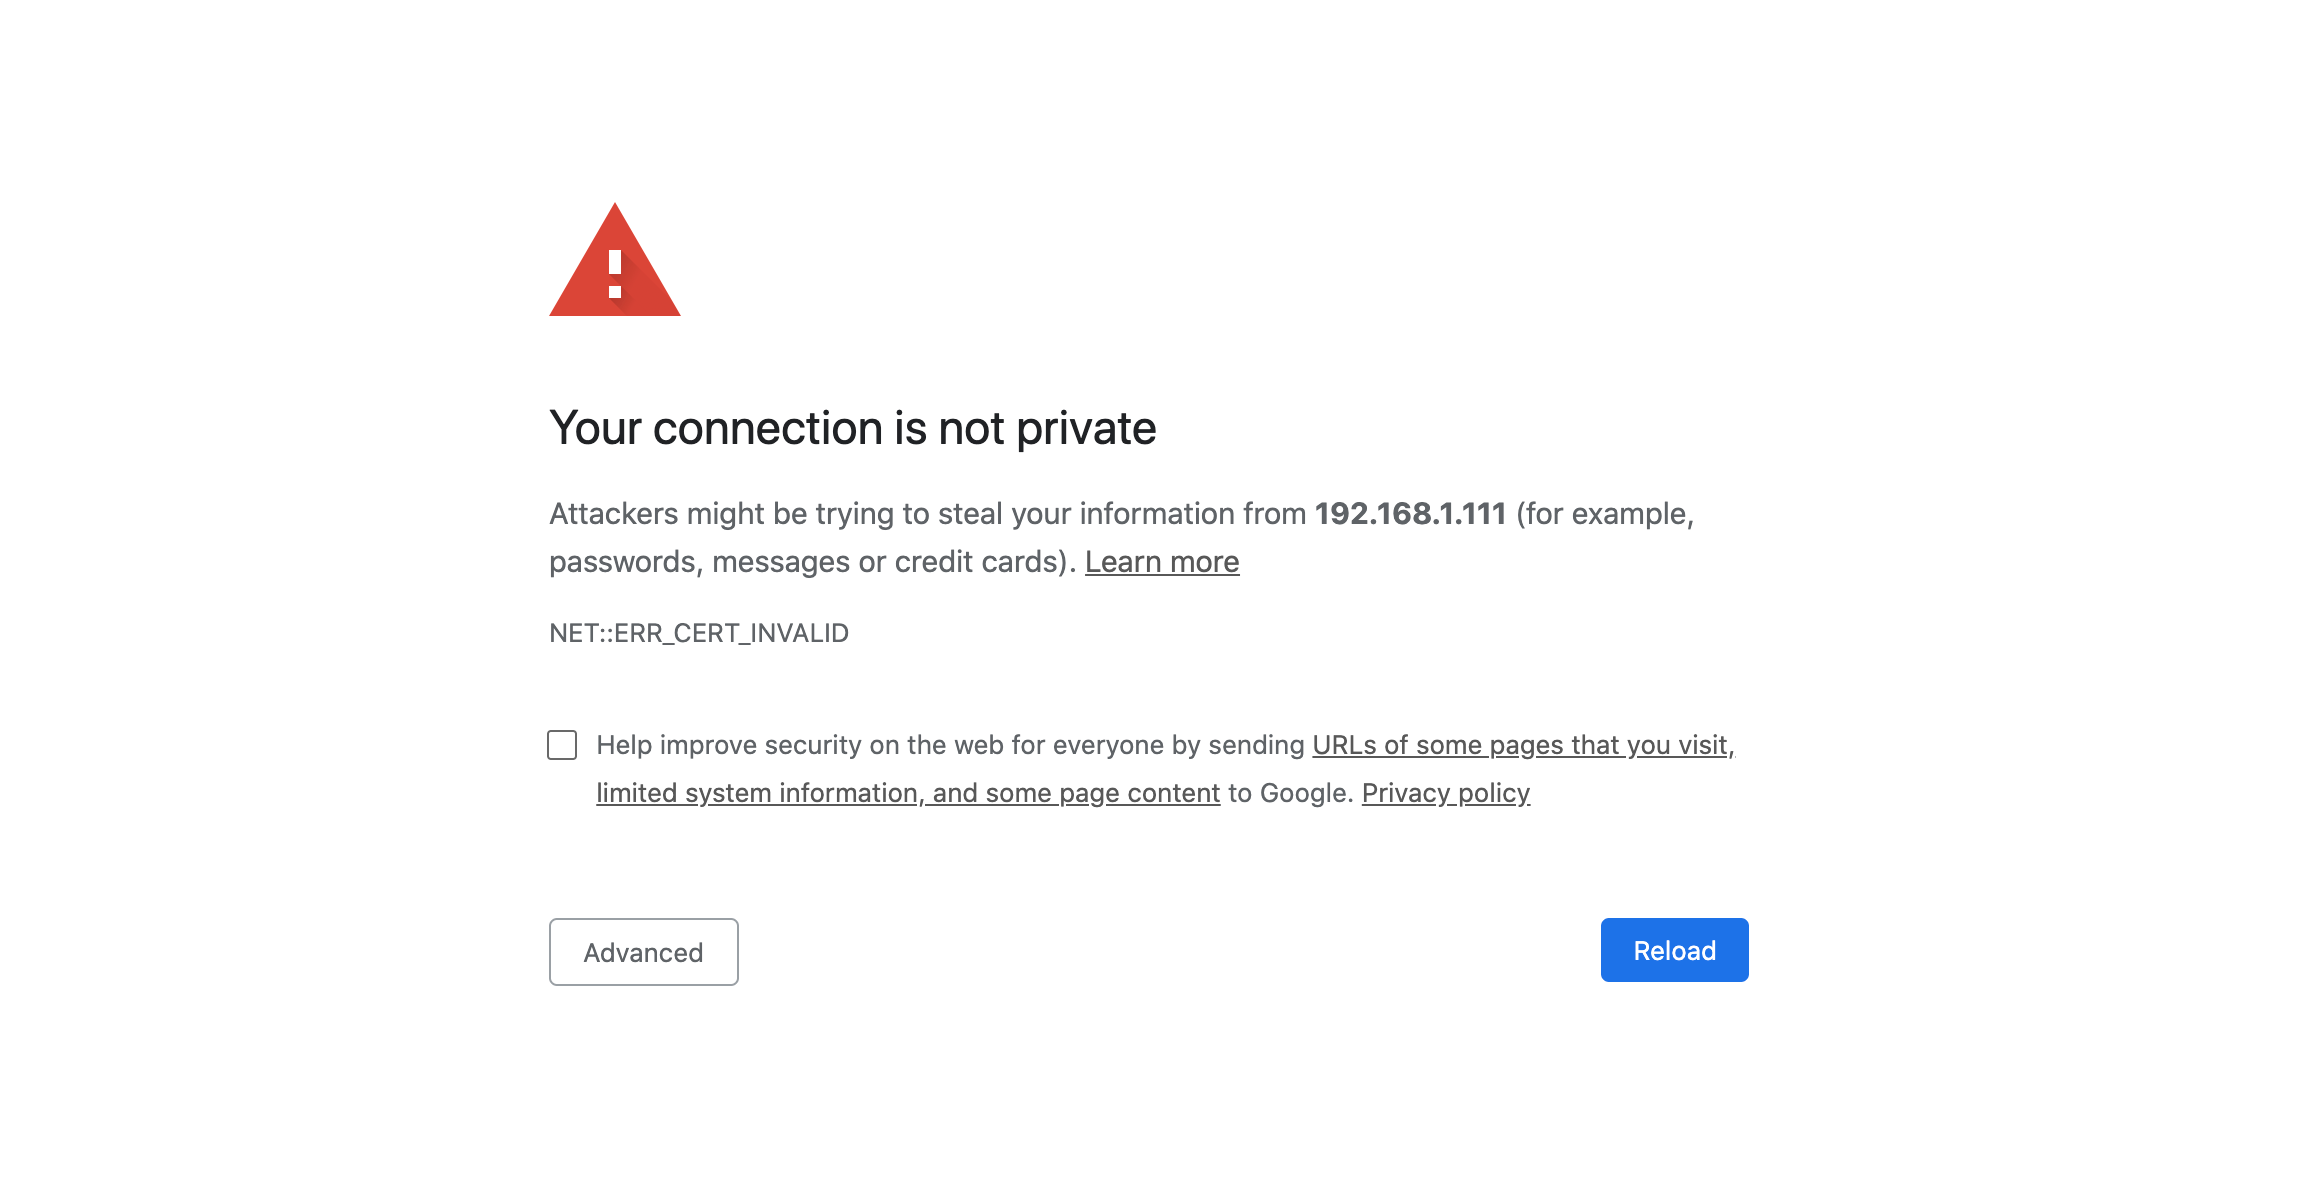 Your connection is not private
Attackers might be trying to steal your information from 192.168.1.111 (for example,
passwords, messages or credit cards). Learn more
NET::ERR_CERT_INVALID
Help improve security on the web for everyone by sending URLs of some pages that you visit,
limited system information, and some page content to Google. Privacy policy
Advanced
Reload